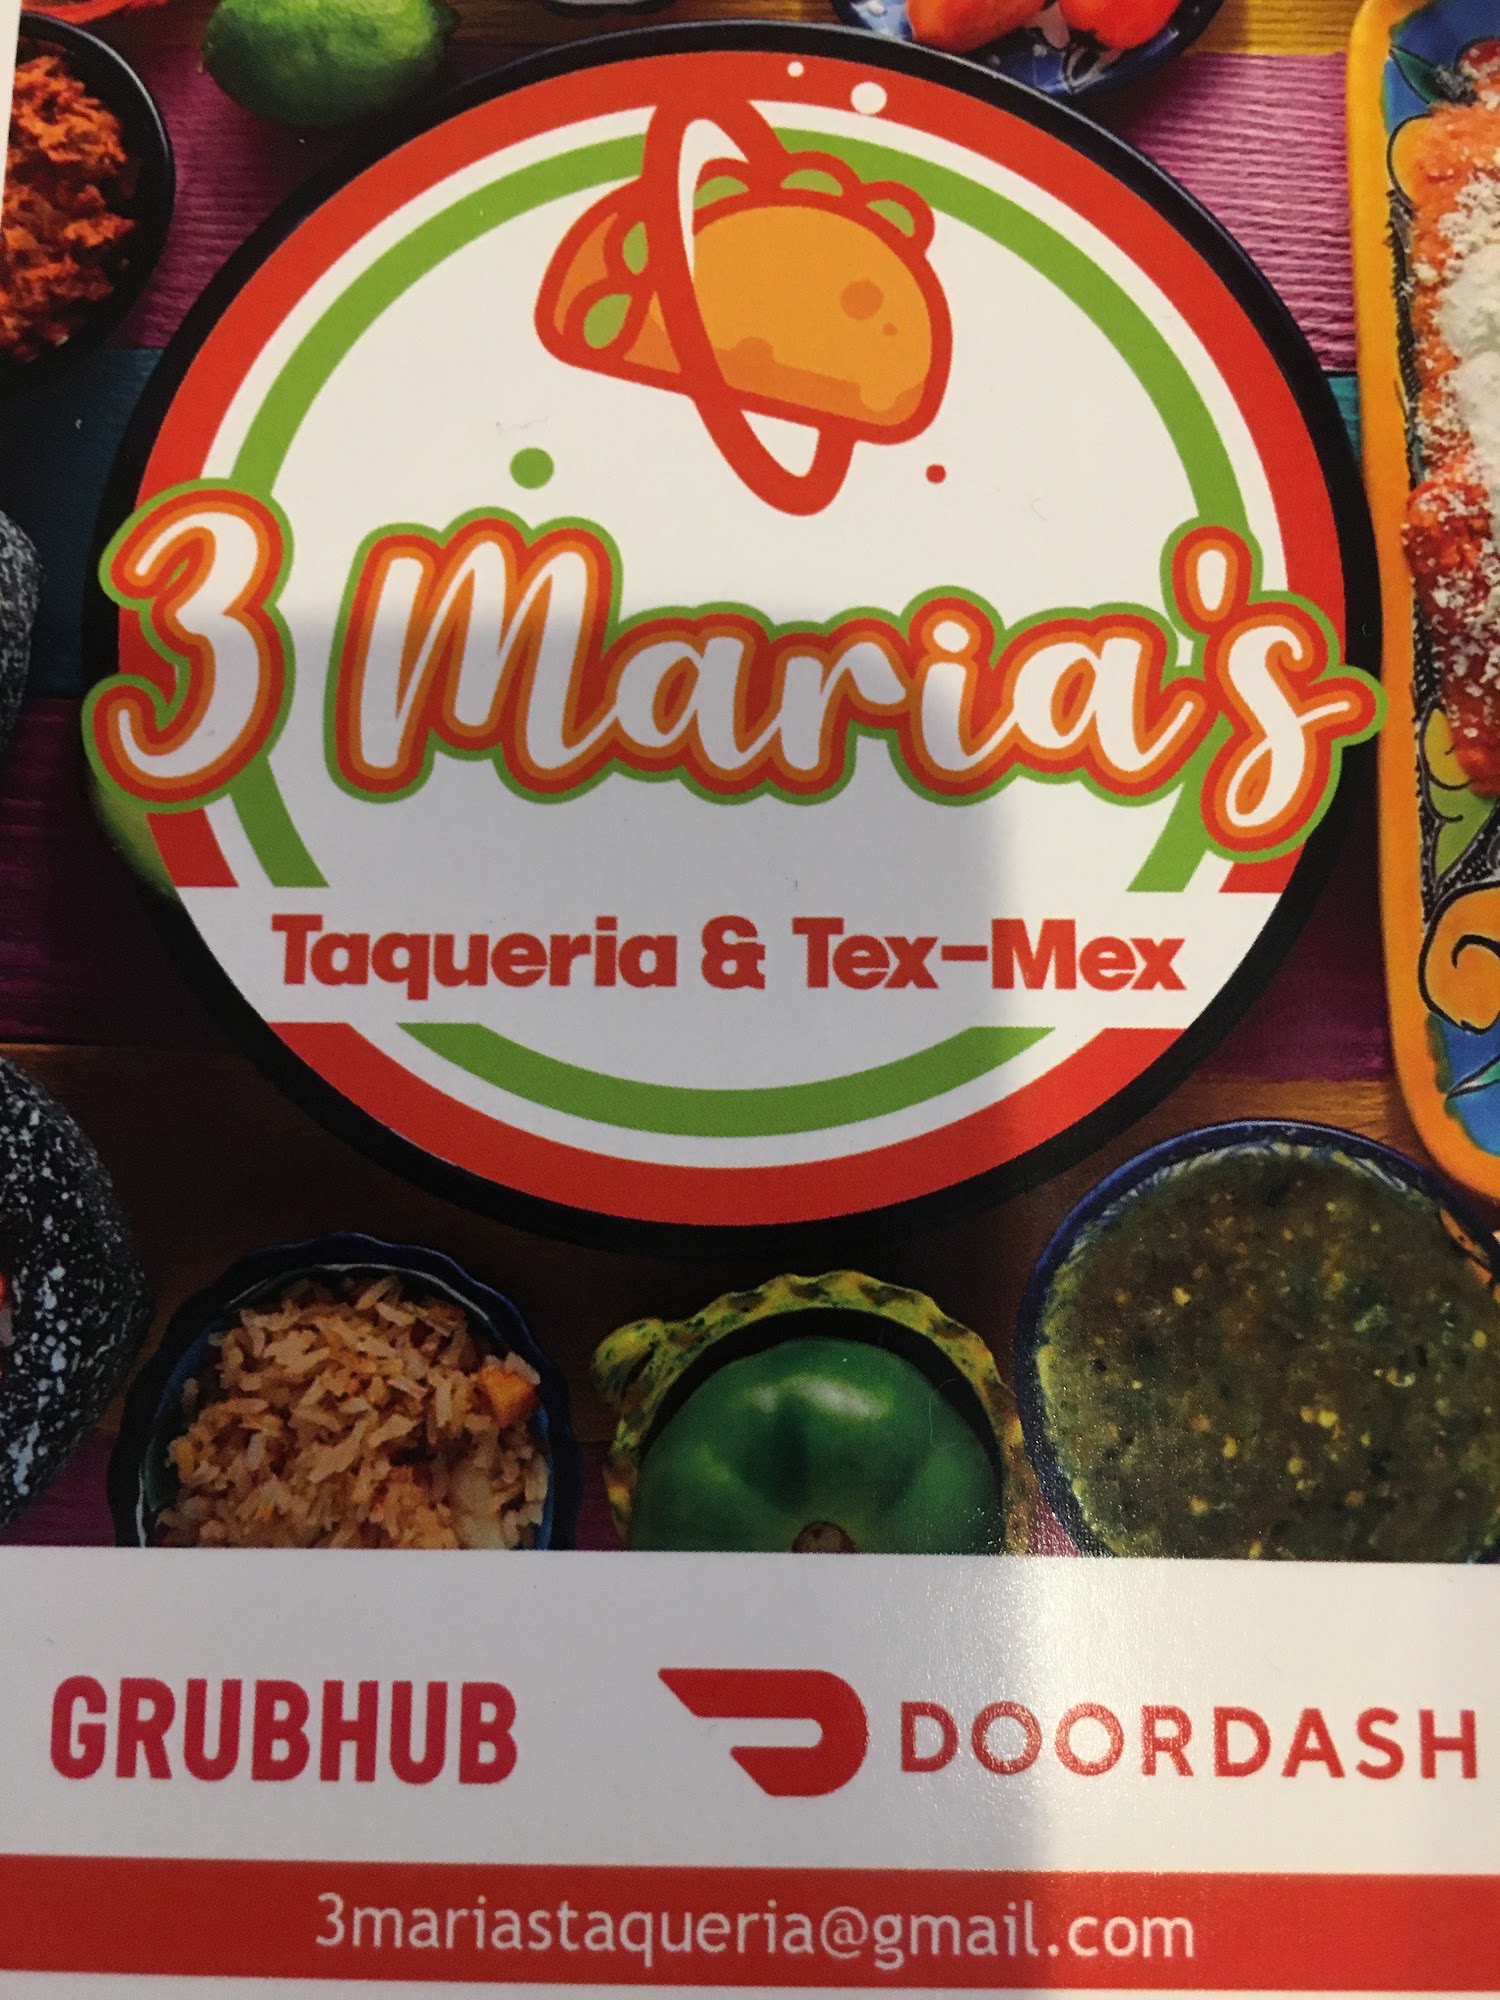 3 Maria's
Taqueria & Tex-Mex
GRUBHUB
DOORDASH
3mariastaqueria@gmail.com